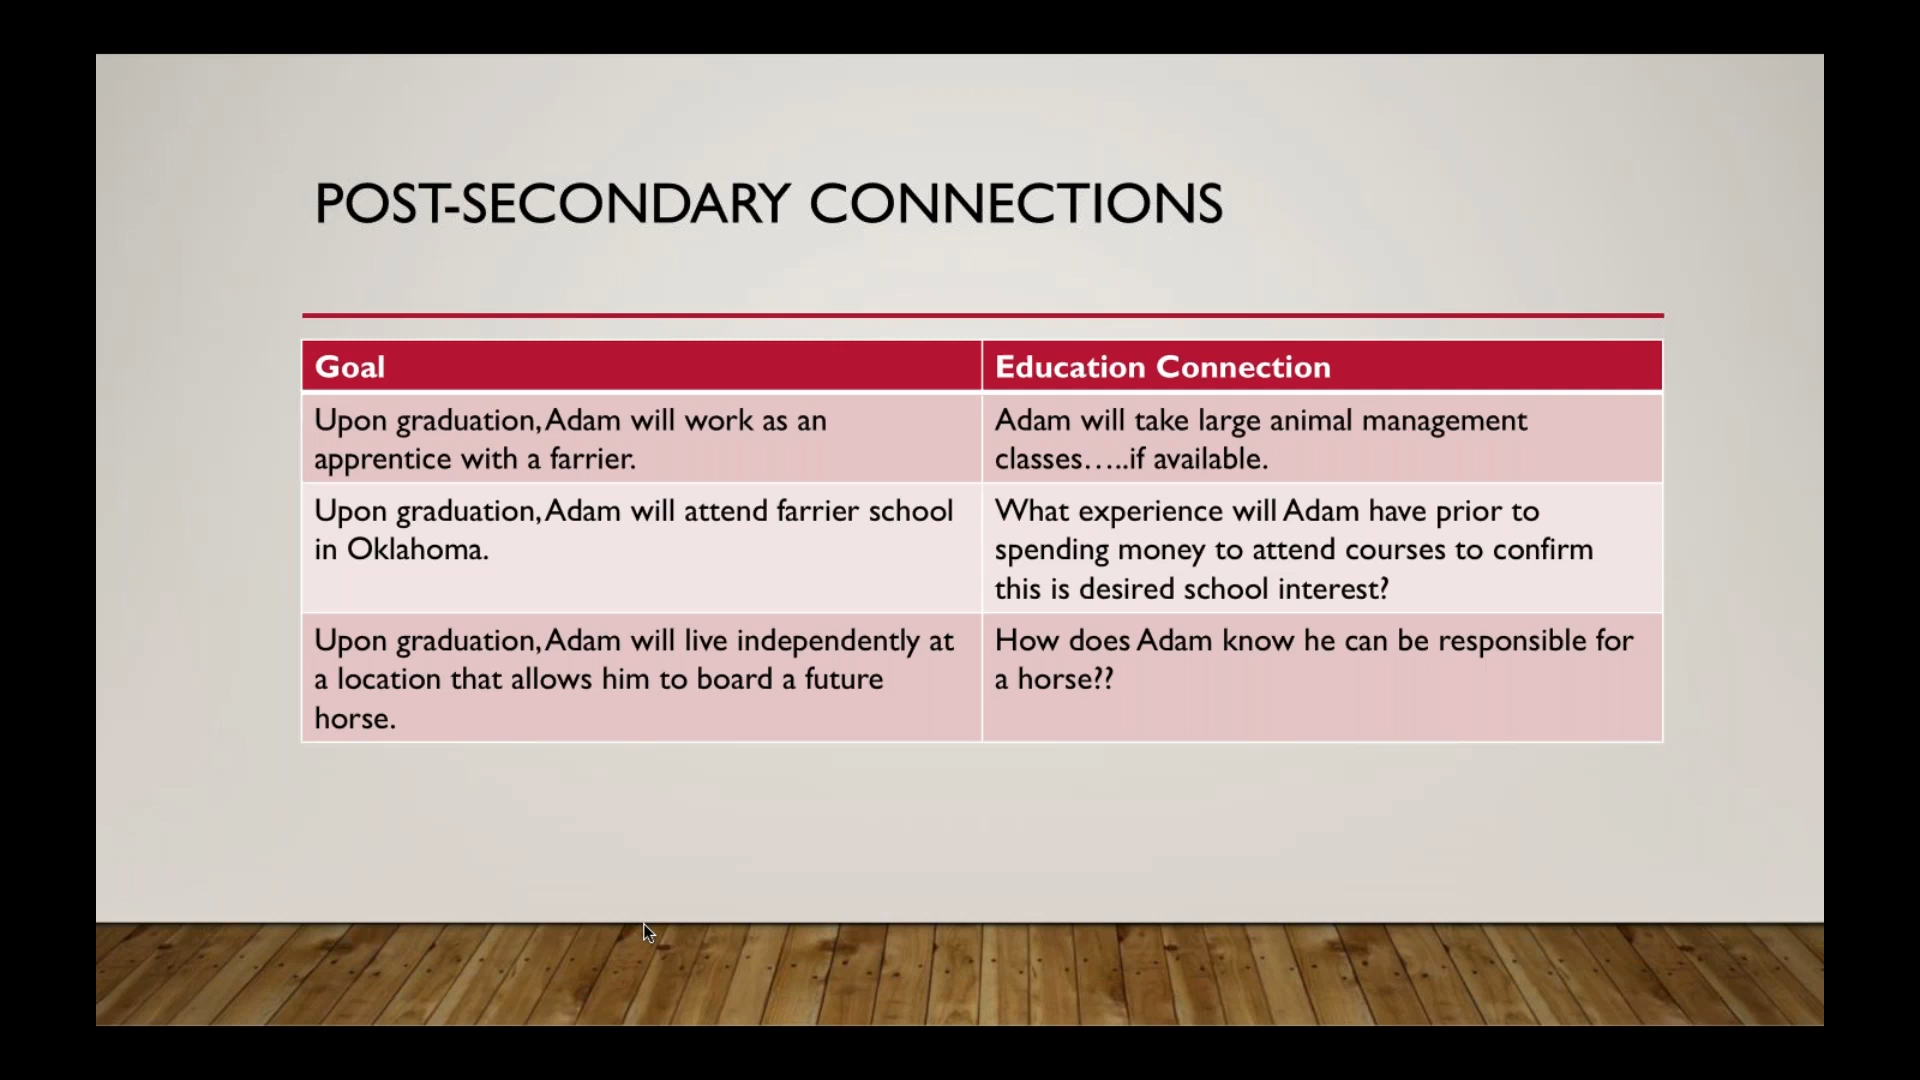 POST-SECONDARY CONNECTIONS
Goal
Education Connection
Upon graduation, Adam will work as an
apprentice with a farrier.
Adam will take large animal management
classes…..if available.
Upon graduation, Adam will attend farrier school
in Oklahoma.
What experience will Adam have prior to
spending money to attend courses to confirm
this is desired school interest?
Upon graduation, Adam will live independently at
a location that allows him to board a future
horse.
How does Adam know he can be responsible for
a horse??